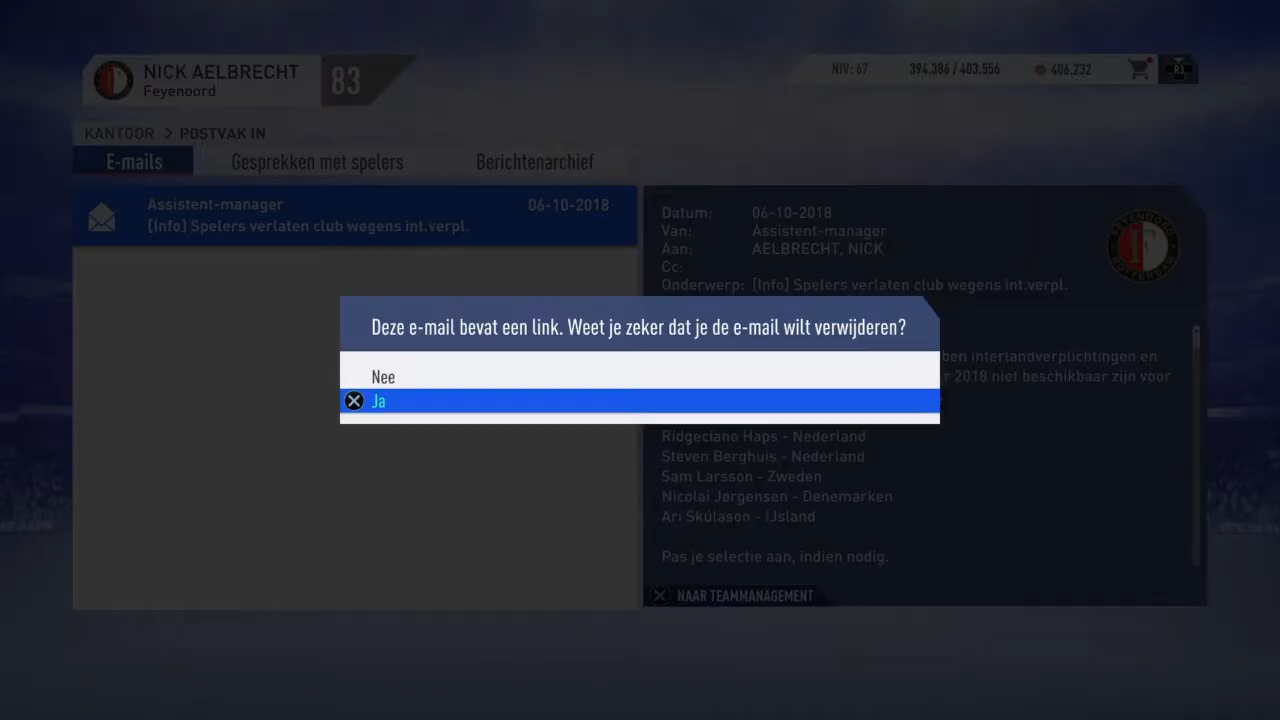 NICK AELBRECHT
Feyenoord
83
NIV: 67
394.386 / 403.556
406.232
KANTOOR > POSTVAK IN
E-mails
Gesprekken met spelers
Berichtenarchief
Assistent-manager
06-10-2018
[Info] Spelers verlaten club wegens int.verpl.
Datum: 06-10-2018
Van: Assistent-manager
Aan: AELBRECHT, NICK
Cc:
Onderwerp: [Info] Spelers verlaten club wegens int.verpl.
Deze e-mail bevat een link. Weet je zeker dat je de e-mail wilt verwijderen?
Nee
Ja
interlandverplichtingen en
2018 niet beschikbaar zijn voor
Ridgeciano Haps - Nederland
Steven Berghuis - Nederland
Sam Larsson - Zweden
Nicolai Jørgensen - Denemarken
Ari Skúlason - IJsland
Pas je selectie aan, indien nodig.
NAAR TEAMMANAGEMENT